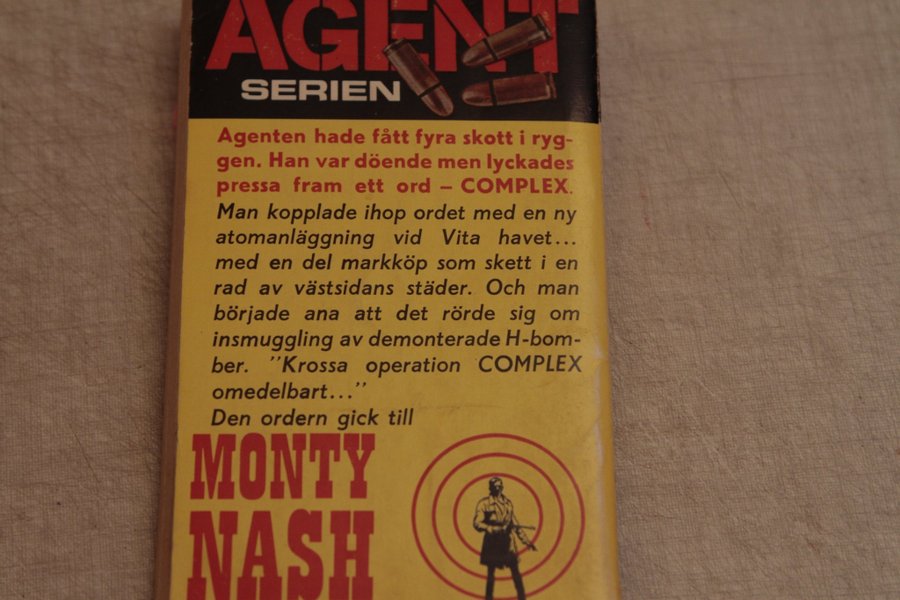 AGENT
SERIEN
Agenten hade fått fyra skott i ryg-
gen. Han var döende men lyckades
pressa fram ett ord – COMPLEX.
Man kopplade ihop ordet med en ny
atomanläggning vid Vita havet...
med en del markköp som skett i en
rad av västsidans städer. Och man
började ana att det rörde sig om
insmuggling av demonterade H-bom-
ber. "Krossa operation COMPLEX
omedelbart..."
Den ordern gick till
MONTY
NASH